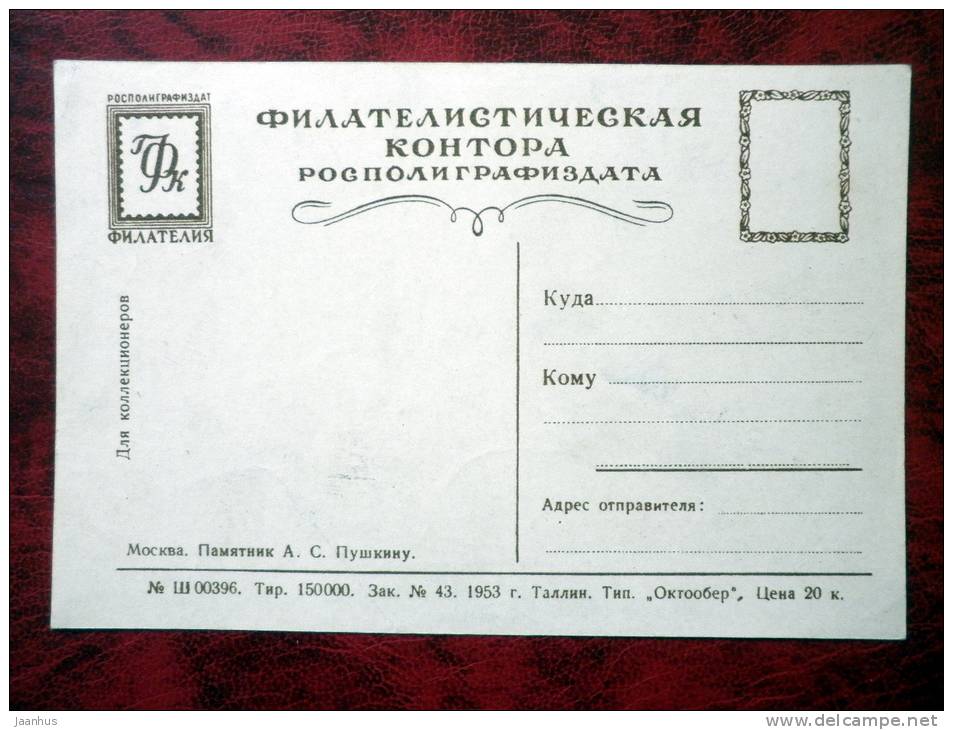 РОСПОЛИГРАФИЗДАТ
ГФК
ФИЛАТЕЛИЯ
ФИЛАТЕЛИСТИЧЕСКАЯ
КОНТОРА
РОСПОЛИГРАФИЗДАТА
Для коллекционеров
Куда
Кому
Адрес отправителя:
Москва. Памятник А. С. Пушкину.
№ Ш 00396. Тир. 150000. Зак. № 43. 1953 г. Таллин. Тип. „Октообер", Цена 20 к.
Jaanhus
www.delcampe.net